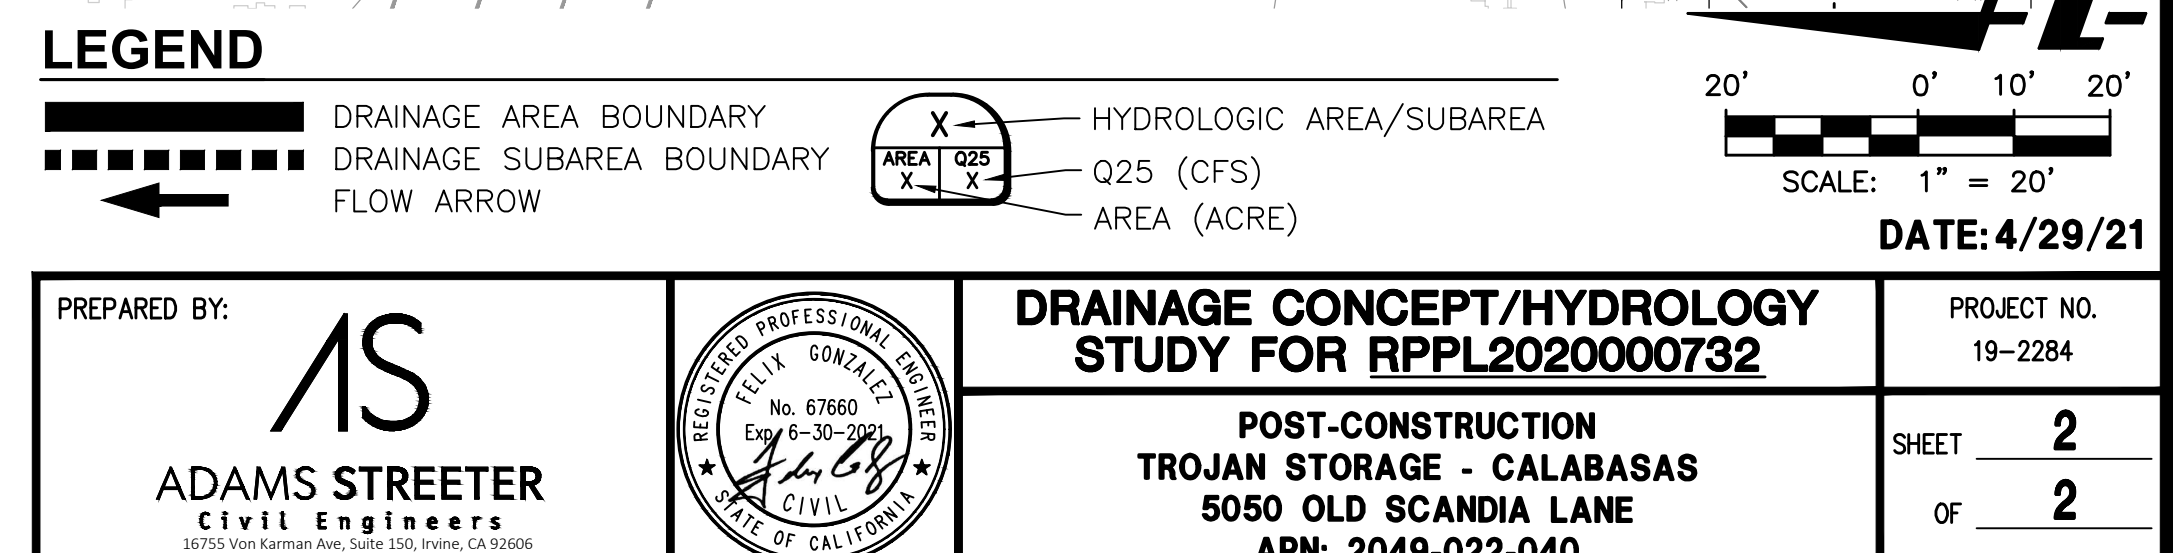 LEGEND
DRAINAGE AREA BOUNDARY
DRAINAGE SUBAREA BOUNDARY
FLOW ARROW
X
AREA Q25
X X
HYDROLOGIC AREA/SUBAREA
Q25 (CFS)
AREA (ACRE)
20' 0' 10' 20'
SCALE: 1" = 20'
DATE: 4/29/21
PREPARED BY:
AS
ADAMS STREETER
Civil Engineers
16755 Von Karman Ave, Suite 150, Irvine, CA 92606
REGISTERED PROFESSIONAL ENGINEER
FELIX GONZALEZ
No. 67660
Exp. 6-30-2021
CIVIL
STATE OF CALIFORNIA
DRAINAGE CONCEPT/HYDROLOGY
STUDY FOR RPPL2020000732
POST-CONSTRUCTION
TROJAN STORAGE - CALABASAS
5050 OLD SCANDIA LANE
APN: 2049-022-040
PROJECT NO.
19-2284
SHEET 2
OF 2